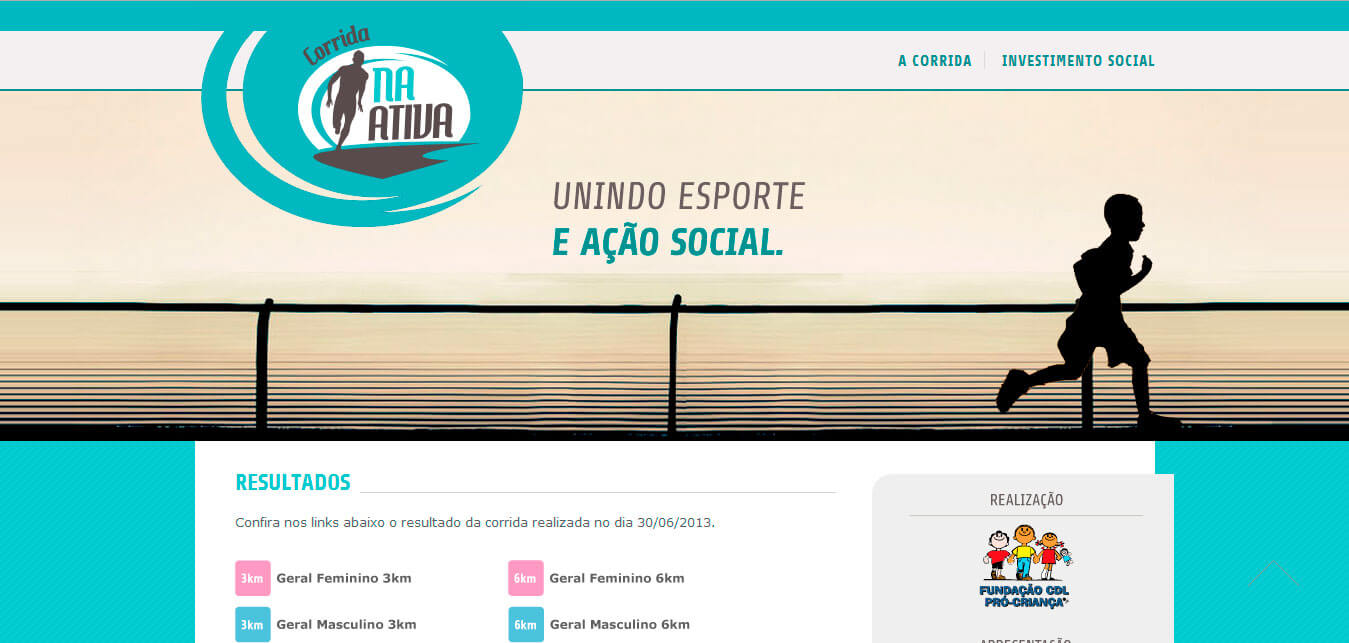 Corrida
NA
ATIVA
A CORRIDA
INVESTIMENTO SOCIAL
UNINDO ESPORTE
E AÇÃO SOCIAL.
RESULTADOS
Confira nos links abaixo o resultado da corrida realizada no dia 30/06/2013.
3km Geral Feminino 3km
6km Geral Feminino 6km
3km Geral Masculino 3km
6km Geral Masculino 6km
REALIZAÇÃO
FUNDAÇÃO CDL
PRÓ-CRIANÇA
APRESENTAÇÃO